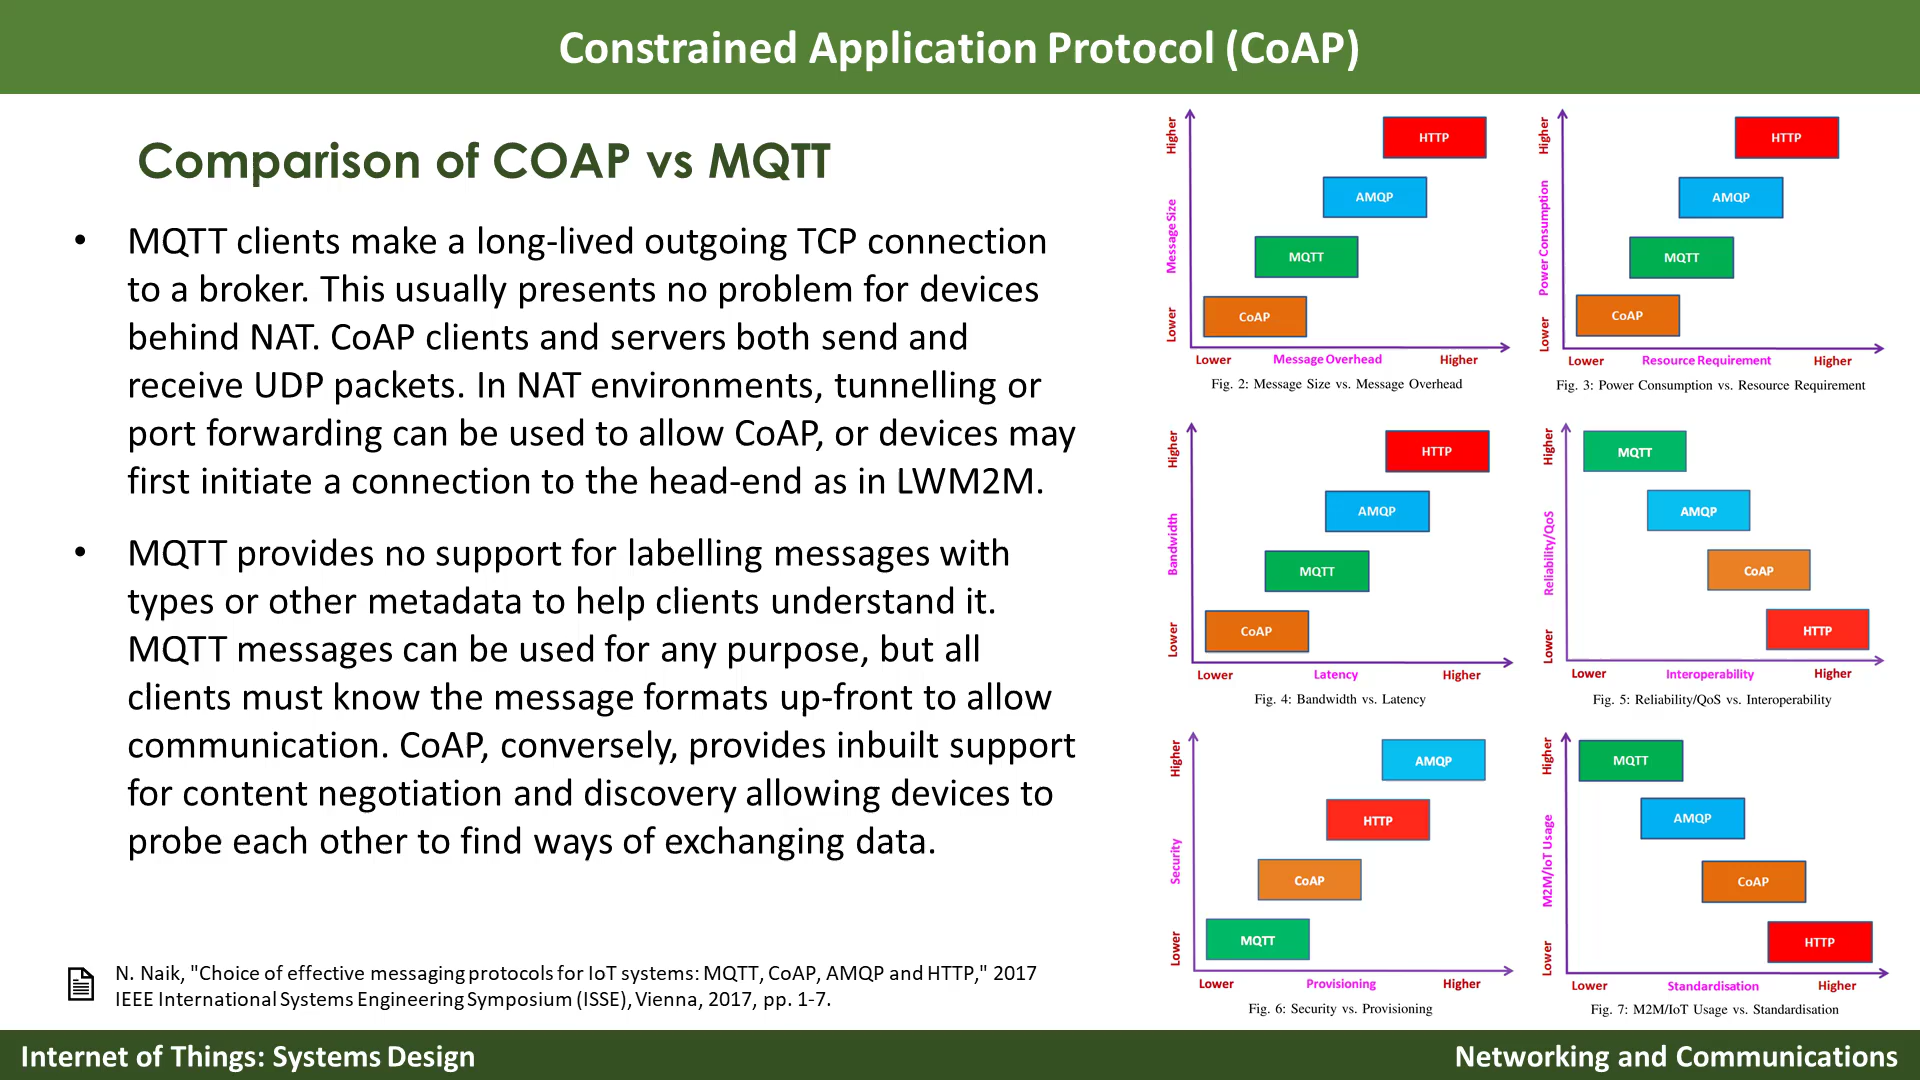 Constrained Application Protocol (CoAP)
Comparison of COAP vs MQTT
• MQTT clients make a long-lived outgoing TCP connection
to a broker. This usually presents no problem for devices
behind NAT. CoAP clients and servers both send and
receive UDP packets. In NAT environments, tunnelling or
port forwarding can be used to allow CoAP, or devices may
first initiate a connection to the head-end as in LWM2M.
• MQTT provides no support for labelling messages with
types or other metadata to help clients understand it.
MQTT messages can be used for any purpose, but all
clients must know the message formats up-front to allow
communication. CoAP, conversely, provides inbuilt support
for content negotiation and discovery allowing devices to
probe each other to find ways of exchanging data.
N. Naik, "Choice of effective messaging protocols for IoT systems: MQTT, CoAP, AMQP and HTTP," 2017
IEEE International Systems Engineering Symposium (ISSE), Vienna, 2017, pp. 1-7.
Higher
Message Size
Lower
HTTP
AMQP
MQTT
CoAP
Lower Message Overhead Higher
Fig. 2: Message Size vs. Message Overhead
Higher
Power Consumption
Lower
HTTP
AMQP
MQTT
CoAP
Lower Resource Requirement Higher
Fig. 3: Power Consumption vs. Resource Requirement
Higher
Bandwidth
Lower
HTTP
AMQP
MQTT
CoAP
Lower Latency Higher
Fig. 4: Bandwidth vs. Latency
Higher
Reliability/QoS
Lower
MQTT
AMQP
CoAP
HTTP
Lower Interoperability Higher
Fig. 5: Reliability/QoS vs. Interoperability
Higher
Security
Lower
AMQP
HTTP
CoAP
MQTT
Lower Provisioning Higher
Fig. 6: Security vs. Provisioning
Higher
M2M/IoT Usage
Lower
MQTT
AMQP
CoAP
HTTP
Lower Standardisation Higher
Fig. 7: M2M/IoT Usage vs. Standardisation
Internet of Things: Systems Design
Networking and Communications